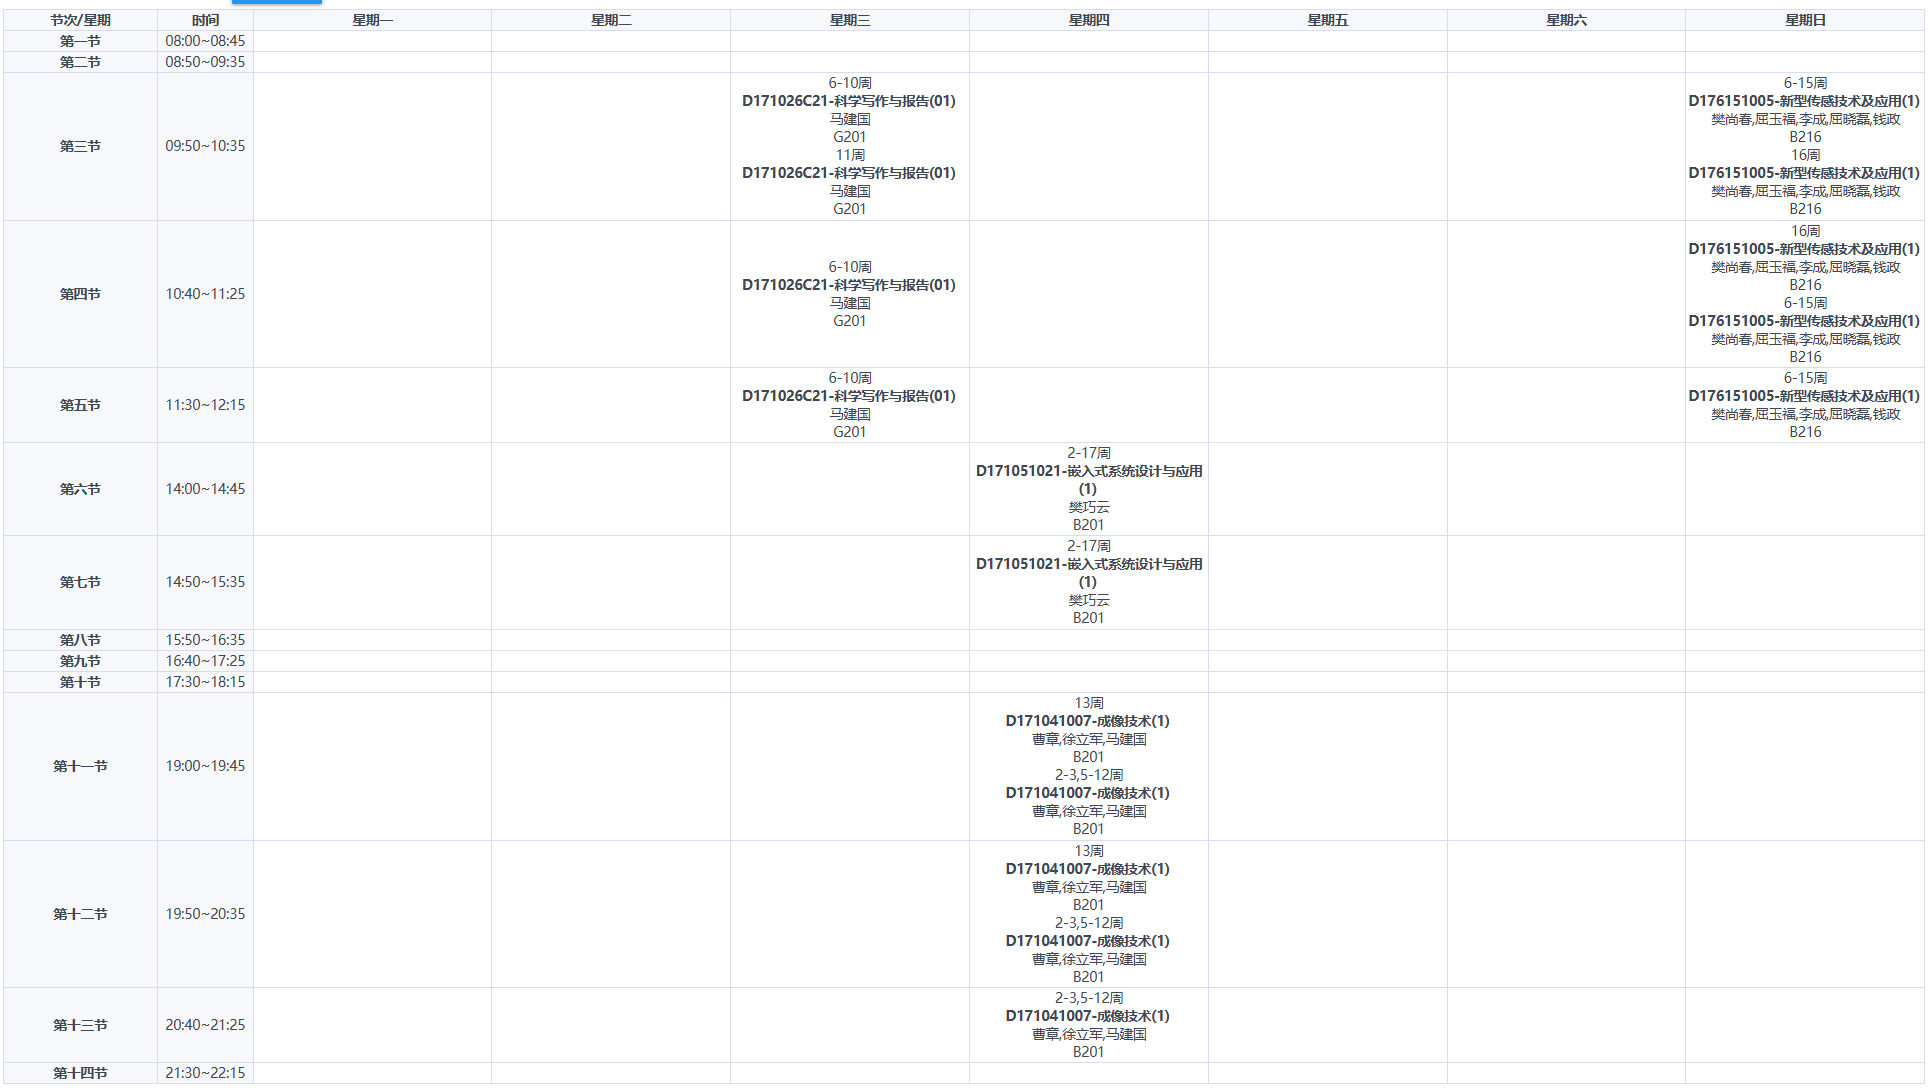 节次/星期 时间 星期一 星期二 星期三 星期四 星期五 星期六 星期日
第一节 08:00~08:45
第二节 08:50~09:35
第三节 09:50~10:35
6-10周
D171026C21-科学写作与报告(01)
马建国
G201
11周
D171026C21-科学写作与报告(01)
马建国
G201
6-15周
D176151005-新型传感技术及应用(1)
樊尚春,屈玉福,李成,屈晓磊,钱政
B216
16周
D176151005-新型传感技术及应用(1)
樊尚春,屈玉福,李成,屈晓磊,钱政
B216
第四节 10:40~11:25
6-10周
D171026C21-科学写作与报告(01)
马建国
G201
16周
D176151005-新型传感技术及应用(1)
樊尚春,屈玉福,李成,屈晓磊,钱政
B216
6-15周
D176151005-新型传感技术及应用(1)
樊尚春,屈玉福,李成,屈晓磊,钱政
B216
第五节 11:30~12:15
6-10周
D171026C21-科学写作与报告(01)
马建国
G201
6-15周
D176151005-新型传感技术及应用(1)
樊尚春,屈玉福,李成,屈晓磊,钱政
B216
第六节 14:00~14:45
2-17周
D171051021-嵌入式系统设计与应用
(1)
樊巧云
B201
第七节 14:50~15:35
2-17周
D171051021-嵌入式系统设计与应用
(1)
樊巧云
B201
第八节 15:50~16:35
第九节 16:40~17:25
第十节 17:30~18:15
第十一节 19:00~19:45
13周
D171041007-成像技术(1)
曹章,徐立军,马建国
B201
2-3,5-12周
D171041007-成像技术(1)
曹章,徐立军,马建国
B201
第十二节 19:50~20:35
13周
D171041007-成像技术(1)
曹章,徐立军,马建国
B201
2-3,5-12周
D171041007-成像技术(1)
曹章,徐立军,马建国
B201
第十三节 20:40~21:25
2-3,5-12周
D171041007-成像技术(1)
曹章,徐立军,马建国
B201
第十四节 21:30~22:15